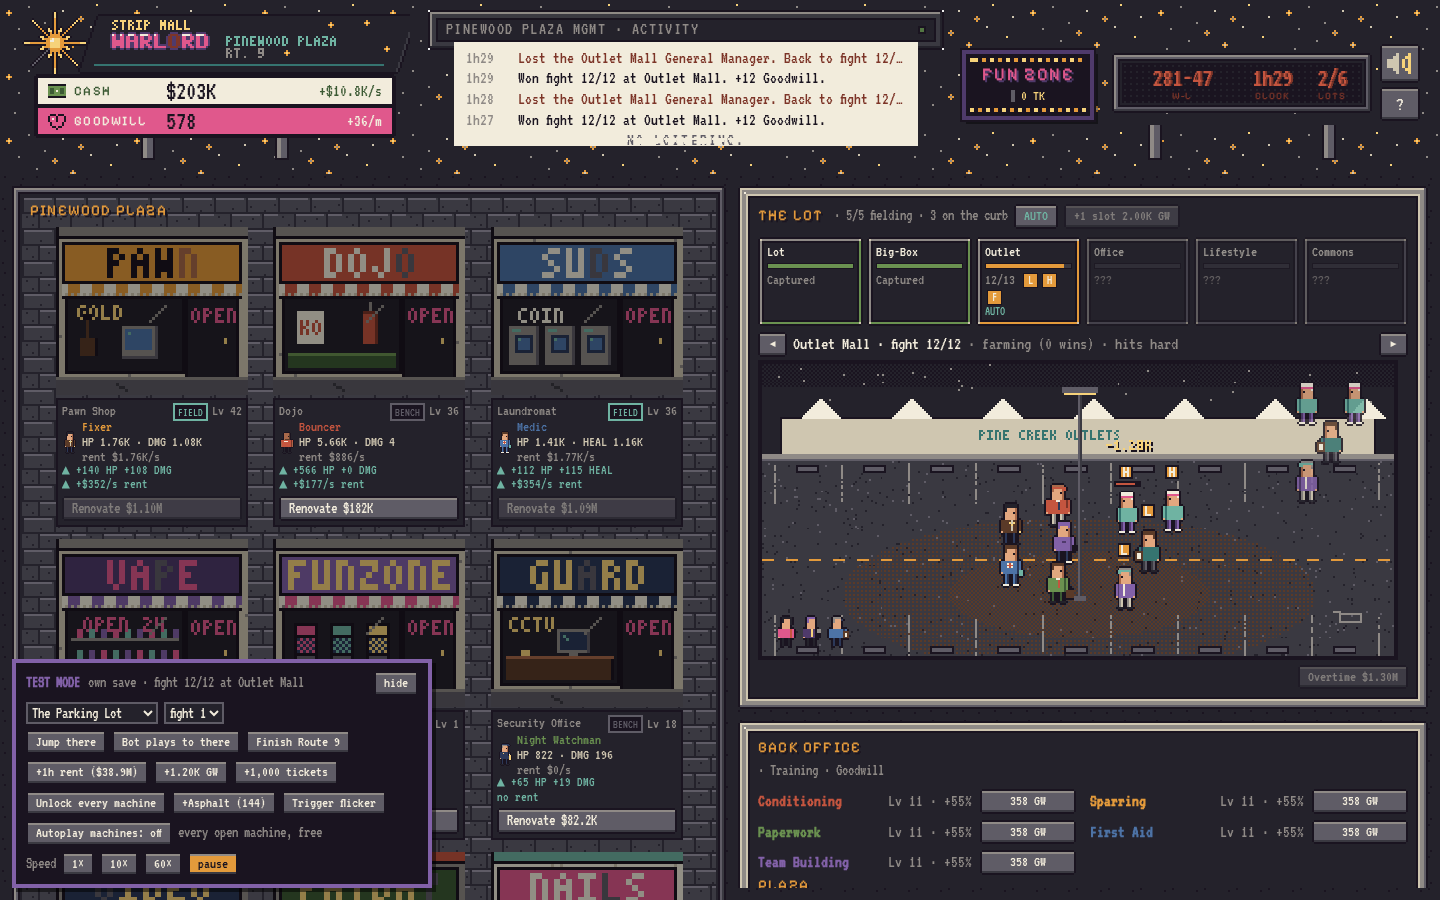 STRIP MALL
WARLORD
PINEWOOD PLAZA
RT. 9
CASH $203K +$10.8K/s
GOODWILL 578 +36/m
PINEWOOD PLAZA MGMT · ACTIVITY
1h29 Lost the Outlet Mall General Manager. Back to fight 12/…
1h29 Won fight 12/12 at Outlet Mall. +12 Goodwill.
1h28 Lost the Outlet Mall General Manager. Back to fight 12/…
1h27 Won fight 12/12 at Outlet Mall. +12 Goodwill.
NO LOITERING.
FUN ZONE
0 TK
281-47 1h29 2/6
W-L CLOCK LOTS
?
PINEWOOD PLAZA
PAWN DOJO SUDS
GOLD OPEN KO OPEN COIN OPEN
Pawn Shop FIELD Lv 42
Fixer
HP 1.76K · DMG 1.08K
rent $1.76K/s
▲ +140 HP +108 DMG
▲ +$352/s rent
Renovate $1.10M
Dojo BENCH Lv 36
Bouncer
HP 5.66K · DMG 4
rent $886/s
▲ +566 HP +0 DMG
▲ +$177/s rent
Renovate $182K
Laundromat FIELD Lv 36
Medic
HP 1.41K · HEAL 1.16K
rent $1.77K/s
▲ +112 HP +115 HEAL
▲ +$354/s rent
Renovate $1.09M
VAPE FUNZONE GUARD
OPEN 2K OPEN OPEN CCTV OPEN
Lv 1
Security Office BENCH Lv 18
Night Watchman
HP 822 · DMG 196
rent $0/s
▲ +65 HP +19 DMG
no rent
Renovate $82.2K
NAILS
TEST MODE own save · fight 12/12 at Outlet Mall hide
The Parking Lot fight 1
Jump there Bot plays to there Finish Route 9
+1h rent ($38.9M) +1.20K GW +1,000 tickets
Unlock every machine +Asphalt (144) Trigger flicker
Autoplay machines: off every open machine, free
Speed 1× 10× 60× pause
THE LOT · 5/5 fielding · 3 on the curb AUTO +1 slot 2.00K GW
Lot
Captured
Big-Box
Captured
Outlet
12/13 L H
F
AUTO
Office
???
Lifestyle
???
Commons
???
◄ Outlet Mall · fight 12/12 · farming (0 wins) · hits hard ►
PINE CREEK OUTLETS
H H
L
L
Overtime $1.30M
BACK OFFICE
· Training · Goodwill
Conditioning Lv 11 · +55% 358 GW
Sparring Lv 11 · +55% 358 GW
Paperwork Lv 11 · +55% 358 GW
First Aid Lv 11 · +55% 358 GW
Team Building Lv 11 · +55% 358 GW
PLAZA